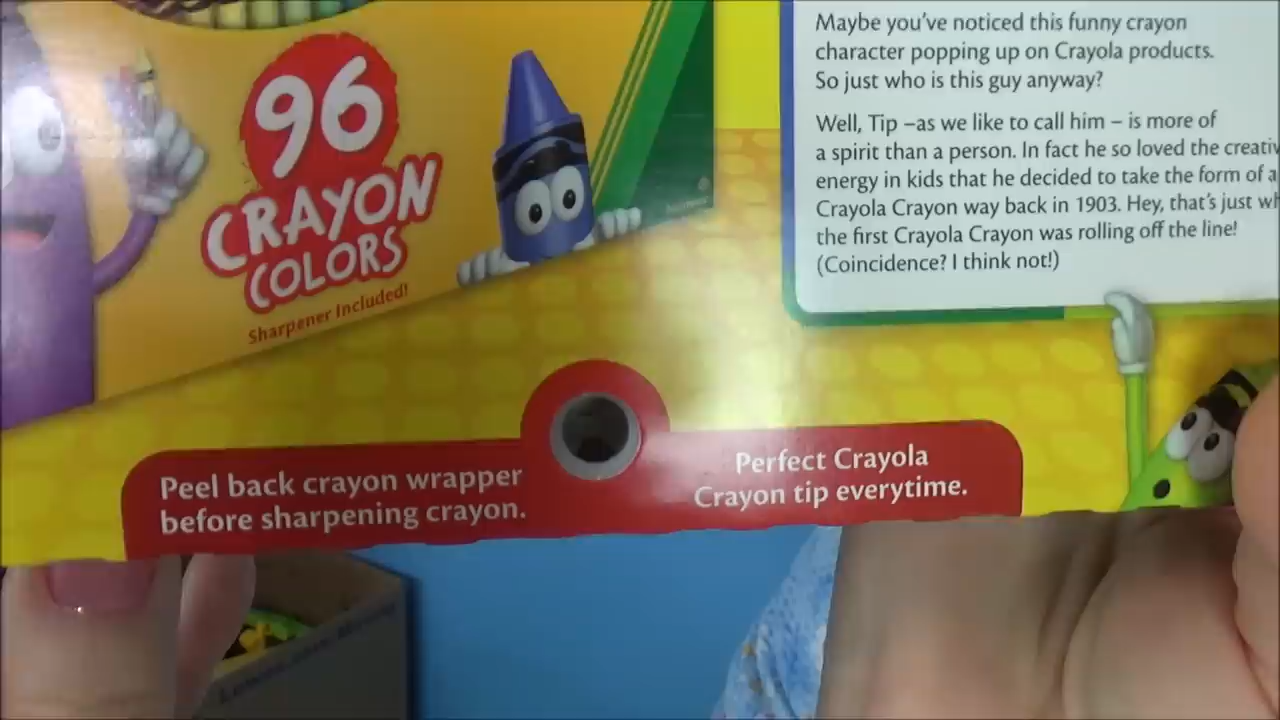 96
CRAYON
COLORS
Sharpener Included!
Maybe you've noticed this funny crayon
character popping up on Crayola products.
So just who is this guy anyway?
Well, Tip –as we like to call him – is more of
a spirit than a person. In fact he so loved the creativ
energy in kids that he decided to take the form of a
Crayola Crayon way back in 1903. Hey, that's just wh
the first Crayola Crayon was rolling off the line!
(Coincidence? I think not!)
Peel back crayon wrapper
before sharpening crayon.
Perfect Crayola
Crayon tip everytime.